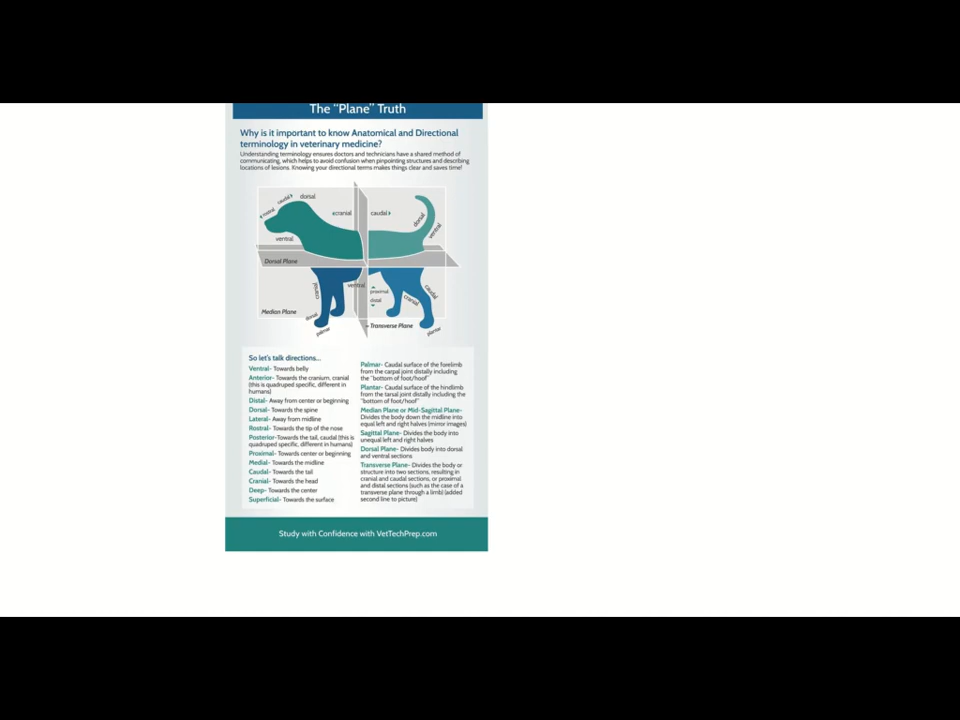 The "Plane" Truth
Why is it important to know Anatomical and Directional
terminology in veterinary medicine?
Understanding terminology ensures doctors and technicians have a shared method of
communicating, which helps to avoid confusion when pinpointing structures and describing
locations of lesions. Knowing your directional terms makes things clear and saves time!
rostral
caudal
dorsal
cranial
caudal
dorsal
ventral
ventral
Dorsal Plane
cranial
ventral
proximal
distal
cranial
caudal
Median Plane
dorsal
palmar
Transverse Plane
plantar
So let's talk directions...
Ventral- Towards belly
Anterior- Towards the cranium, cranial
(this is quadruped specific, different in
humans)
Distal- Away from center or beginning
Dorsal- Towards the spine
Lateral- Away from midline
Rostral- Towards the tip of the nose
Posterior-Towards the tail, caudal (this is
quadruped specific, different in humans)
Proximal- Towards center or beginning
Medial- Towards the midline
Caudal- Towards the tail
Cranial- Towards the head
Deep- Towards the center
Superficial- Towards the surface
Palmar- Caudal surface of the forelimb
from the carpal joint distally including
the "bottom of foot/hoof"
Plantar- Caudal surface of the hindlimb
from the tarsal joint distally including the
"bottom of foot/hoof"
Median Plane or Mid-Sagittal Plane-
Divides the body down the midline into
equal left and right halves (mirror images)
Sagittal Plane- Divides the body into
unequal left and right halves
Dorsal Plane- Divides body into dorsal
and ventral sections
Transverse Plane- Divides the body or
structure into two sections, resulting in
cranial and caudal sections, or proximal
and distal sections (such as the case of a
transverse plane through a limb) (added
second line to picture)
Study with Confidence with VetTechPrep.com